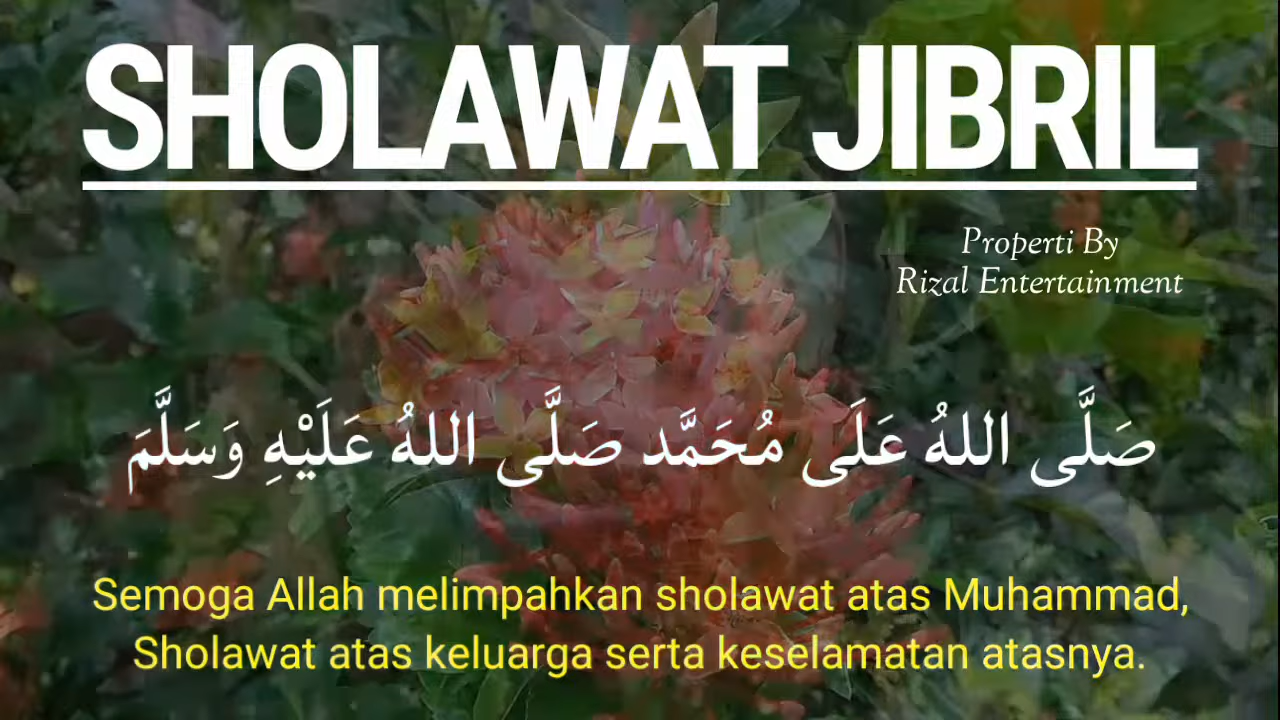 SHOLAWAT JIBRIL
Properti By
Rizal Entertainment
صَلَّى اللهُ عَلَى مُحَمَّد صَلَّى اللهُ عَلَيْهِ وَسَلَّمَ
Semoga Allah melimpahkan sholawat atas Muhammad,
Sholawat atas keluarga serta keselamatan atasnya.